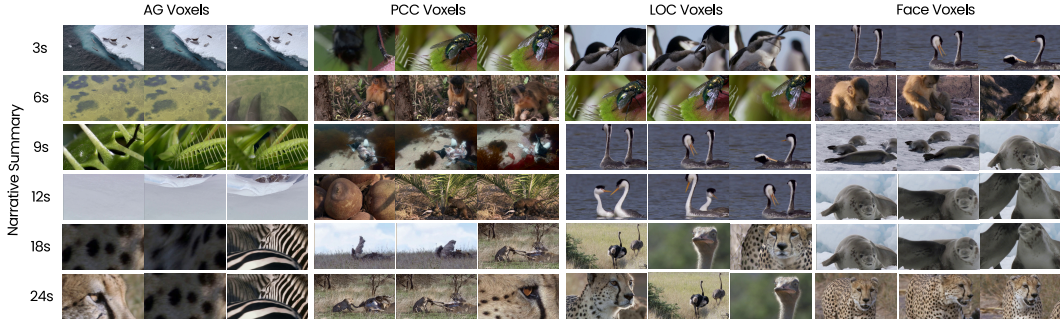 AG Voxels PCC Voxels LOC Voxels Face Voxels
Narrative Summary
3s
6s
9s
12s
18s
24s